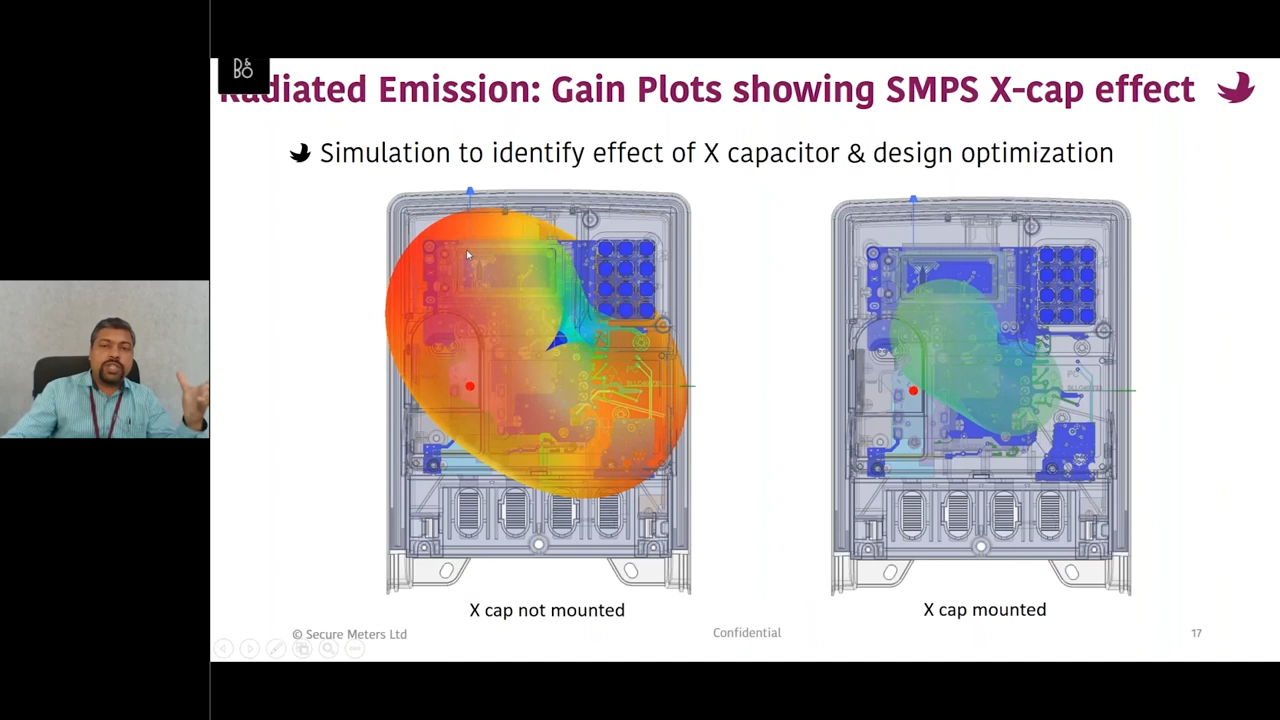 B&O
Radiated Emission: Gain Plots showing SMPS X-cap effect
Simulation to identify effect of X capacitor & design optimization
X cap not mounted
X cap mounted
© Secure Meters Ltd
Confidential
17